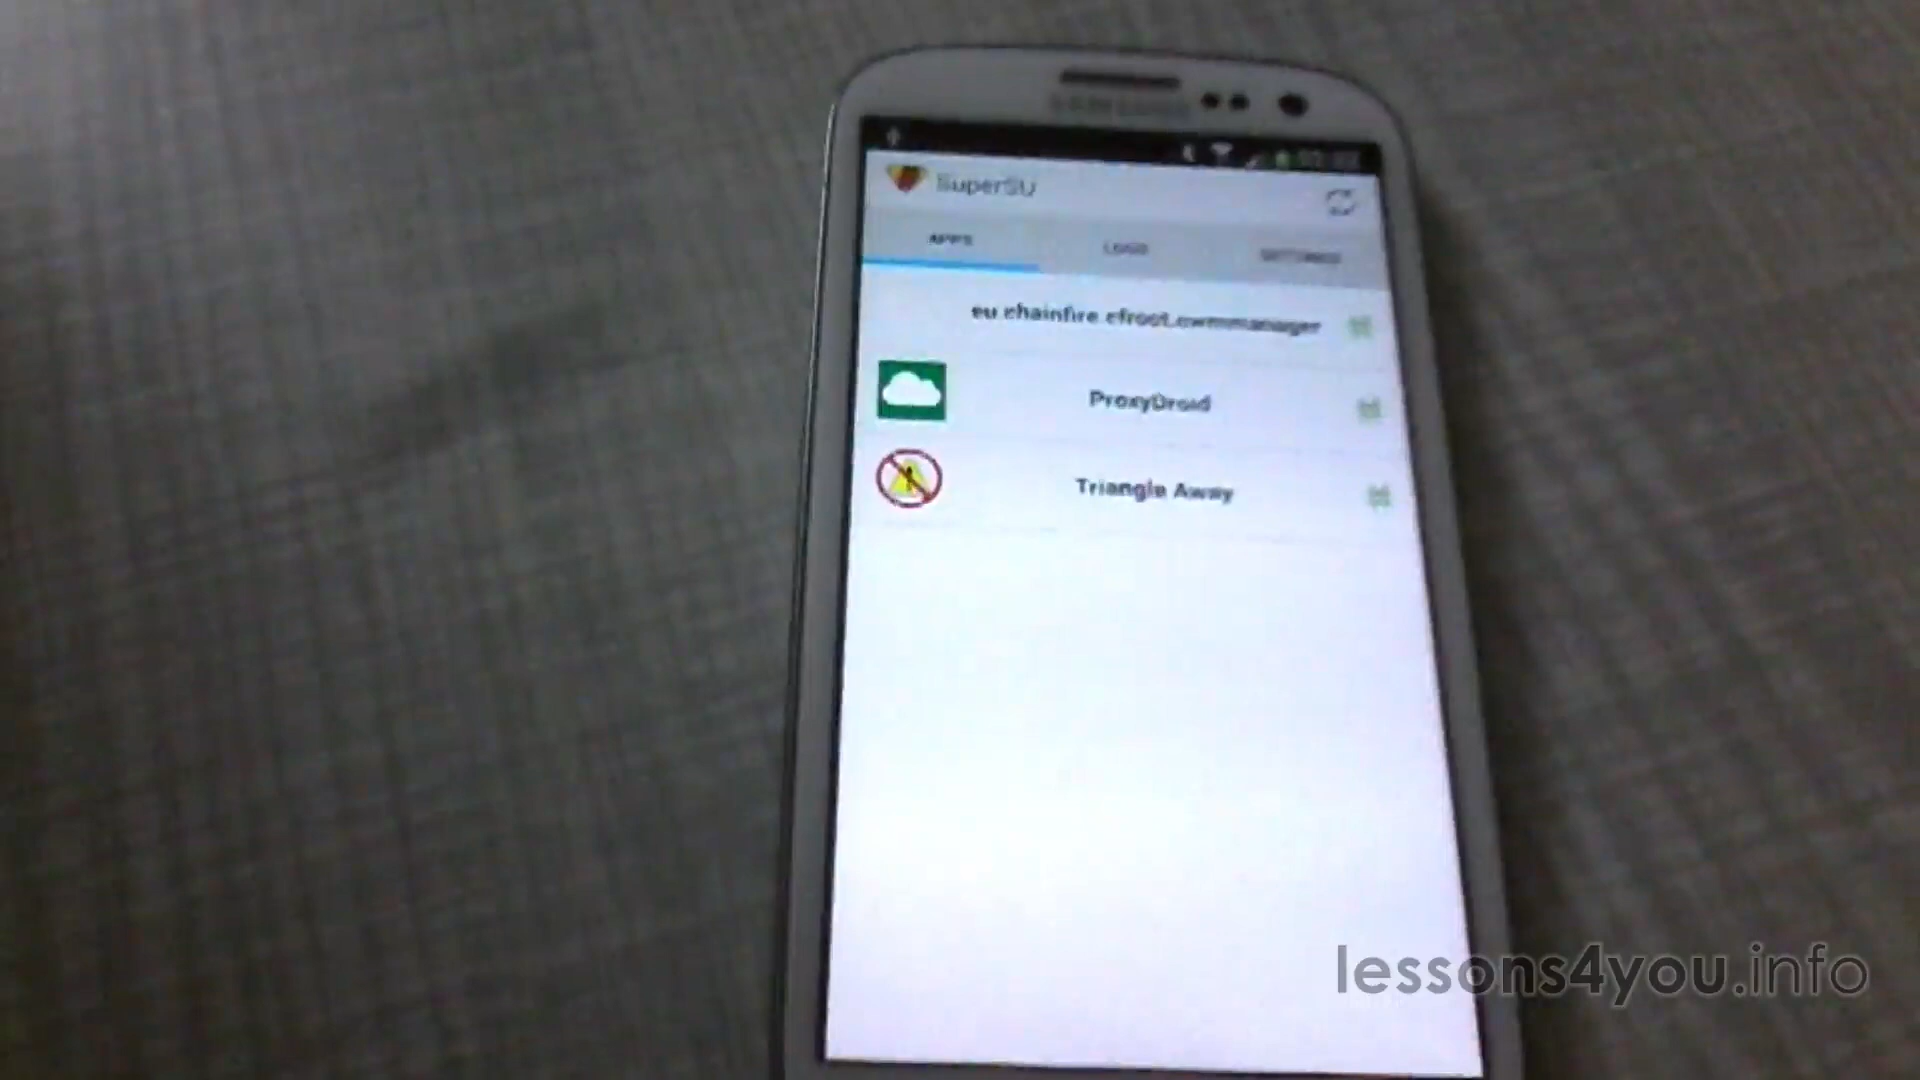 SAMSUNG
SuperSU
APPS
LOGS
SETTINGS
eu.chainfire.cfroot.cwmmanager
ProxyDroid
Triangle Away
lessons4you.info